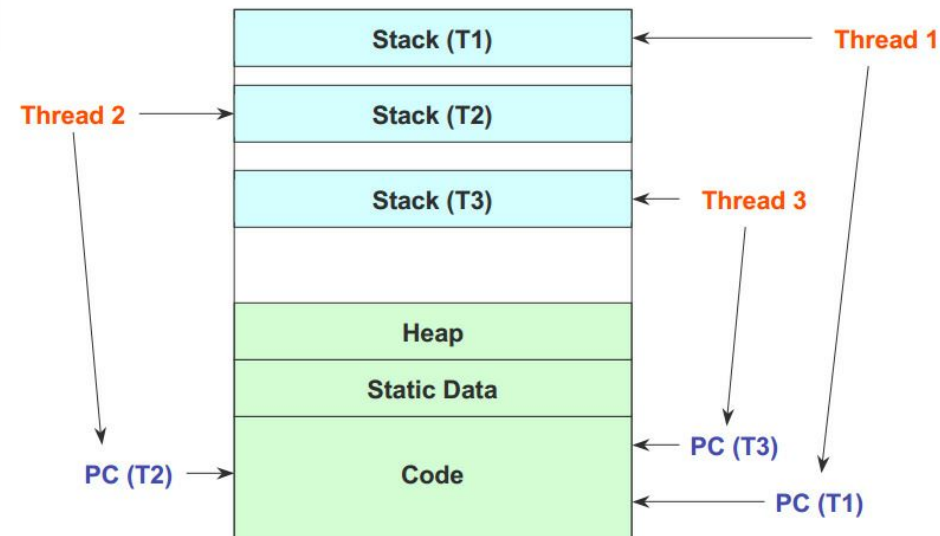 Stack (T1)
Thread 1
Thread 2
Stack (T2)
Stack (T3)
Thread 3
Heap
Static Data
PC (T3)
PC (T2)
Code
PC (T1)